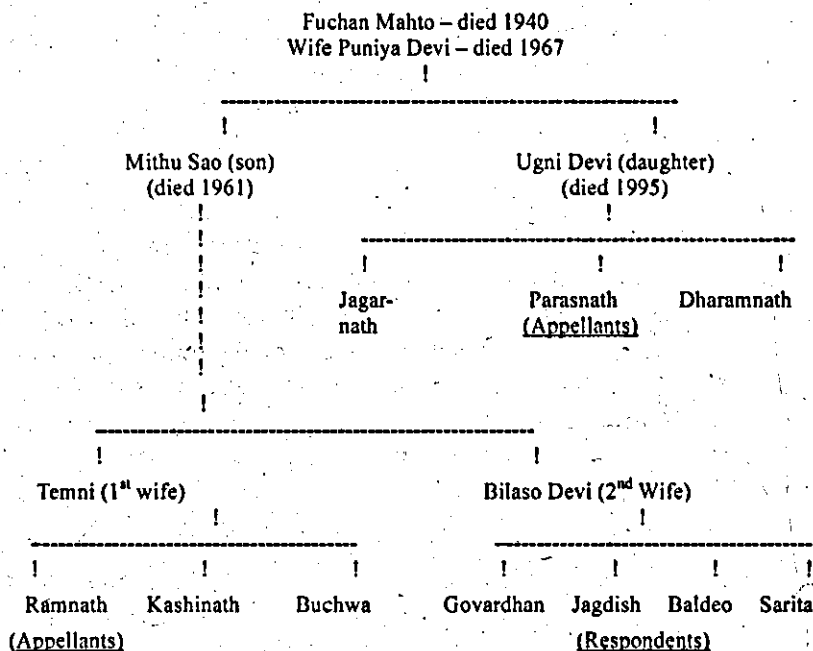 Fuchan Mahto – died 1940
Wife Puniya Devi – died 1967
!
------------------------------------------------
! !
Mithu Sao (son) Ugni Devi (daughter)
(died 1961) (died 1995)
! !
! ------------------------------------------------
! ! ! !
! Jagar- Parasnath Dharamnath
! nath (Appellants)
!
!
------------------------------------------------
! !
Temni (1st wife) Bilaso Devi (2nd Wife)
! !
------------------------------------ ------------------------------------
! ! ! ! ! ! !
Ramnath Kashinath Buchwa Govardhan Jagdish Baldeo Sarita
(Appellants) (Respondents)